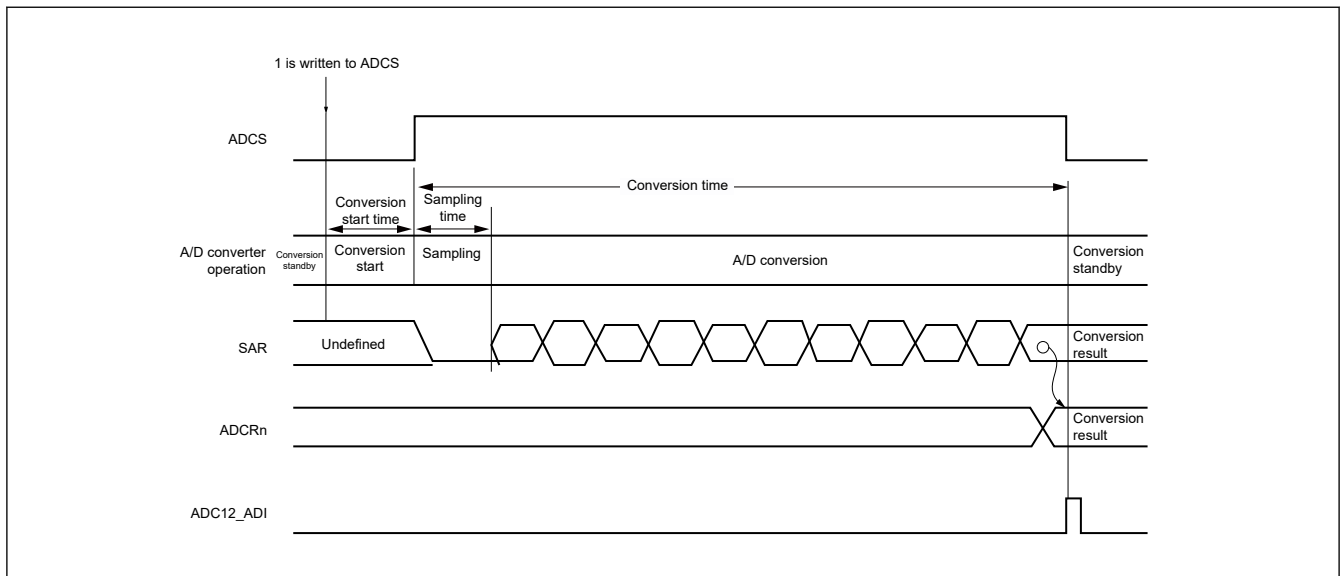 1 is written to ADCS
ADCS
Conversion time
Conversion
start time
Sampling
time
A/D converter
operation
Conversion
standby
Conversion
start
Sampling
A/D conversion
Conversion
standby
SAR
Undefined
Conversion
result
ADCRn
Conversion
result
ADC12_ADI